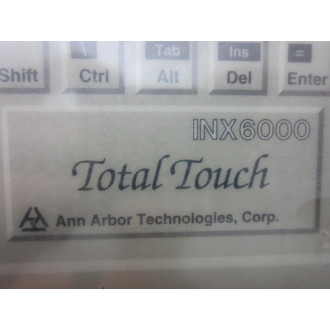 \ Tab Ins =
Shift Ctrl Alt Del Enter
INX6000
Total Touch
Ann Arbor Technologies, Corp.